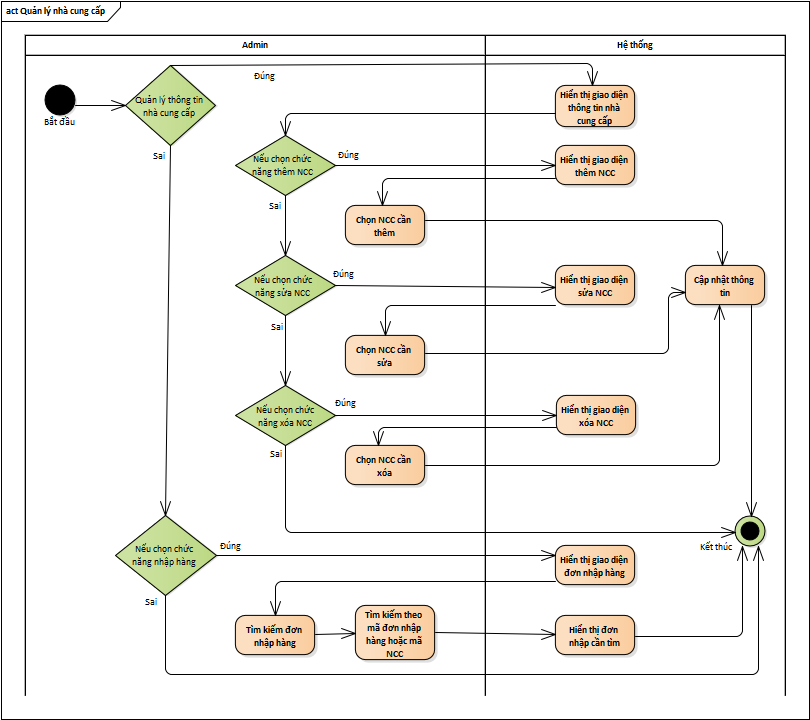 act Quản lý nhà cung cấp
Admin
Hệ thống
Bắt đầu
Quản lý thông tin
nhà cung cấp
Đúng
Sai
Hiển thị giao diện
thông tin nhà
cung cấp
Nếu chọn chức
năng thêm NCC
Đúng
Sai
Hiển thị giao diện
thêm NCC
Chọn NCC cần
thêm
Nếu chọn chức
năng sửa NCC
Đúng
Sai
Hiển thị giao diện
sửa NCC
Cập nhật thông
tin
Chọn NCC cần
sửa
Nếu chọn chức
năng xóa NCC
Đúng
Sai
Hiển thị giao diện
xóa NCC
Chọn NCC cần
xóa
Kết thúc
Nếu chọn chức
năng nhập hàng
Đúng
Sai
Hiển thị giao diện
đơn nhập hàng
Tìm kiếm đơn
nhập hàng
Tìm kiếm theo
mã đơn nhập
hàng hoặc mã
NCC
Hiển thị đơn
nhập cần tìm